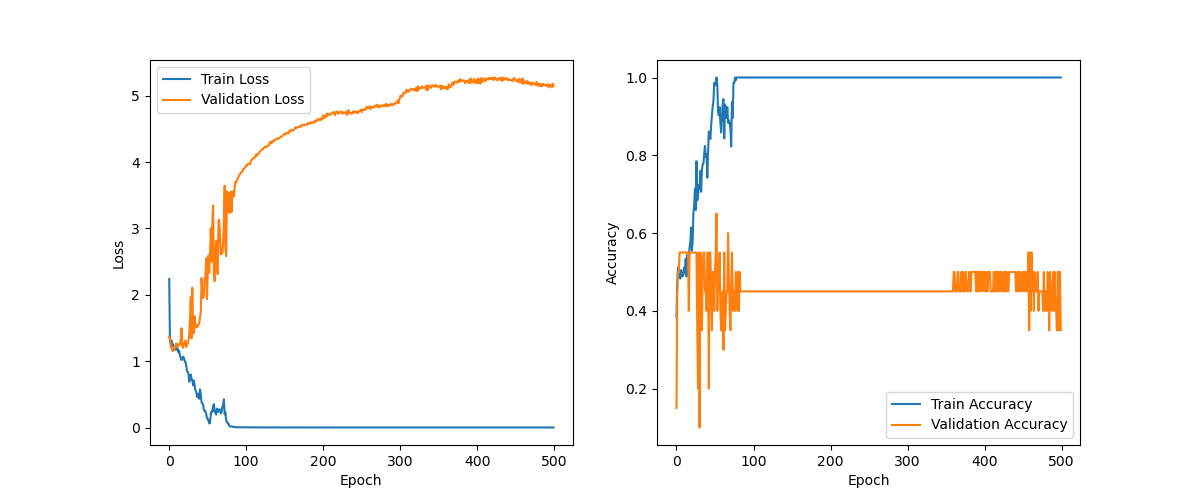 Train Loss
Validation Loss
5
4
3
2
1
0
Loss
0 100 200 300 400 500
Epoch
1.0
0.8
0.6
0.4
0.2
Accuracy
Train Accuracy
Validation Accuracy
0 100 200 300 400 500
Epoch